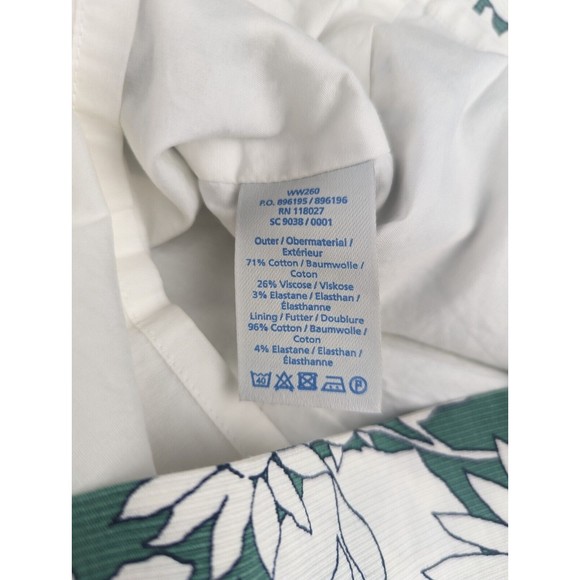 WW260
P.O. 896195 / 896196
RN 118027
SC 9038 / 0001
Outer / Obermaterial /
Extérieur
71% Cotton / Baumwolle /
Coton
26% Viscose / Viskose
3% Elastane / Elasthan /
Élasthanne
Lining / Futter / Doublure
96% Cotton / Baumwolle /
Coton
4% Elastane / Elasthan /
Élasthanne
40 P